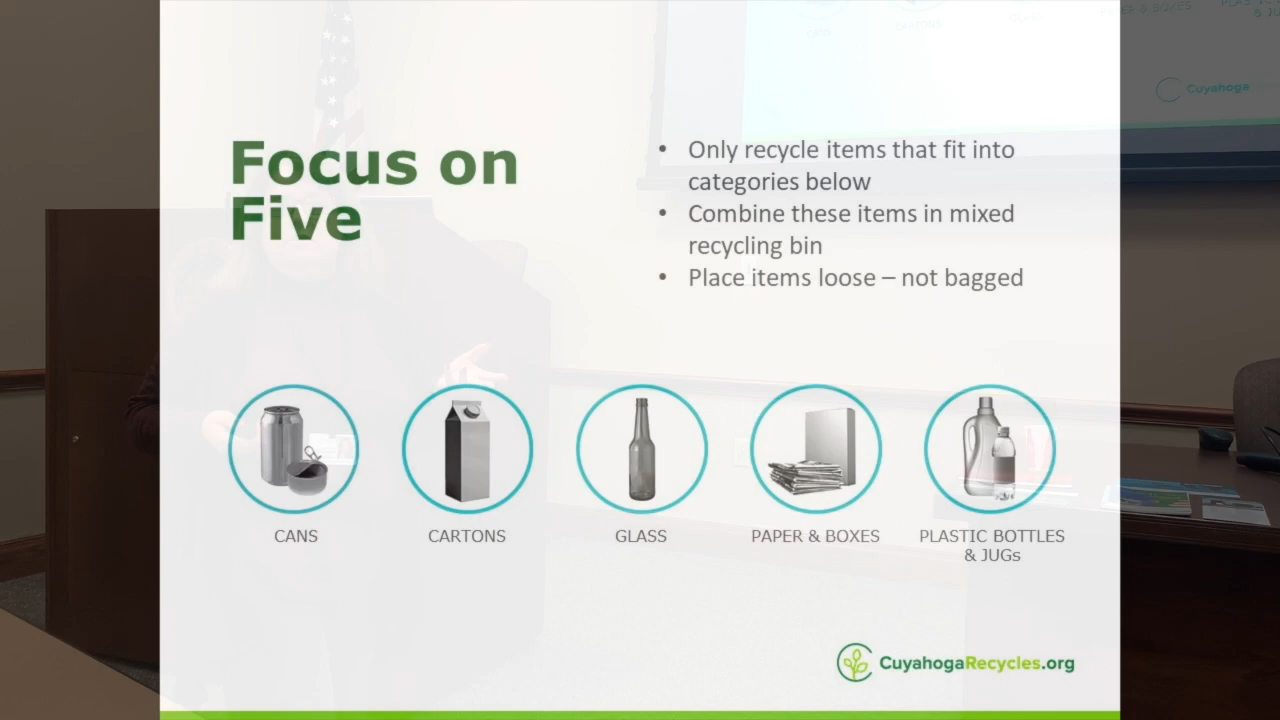 Focus on
Five
• Only recycle items that fit into
categories below
• Combine these items in mixed
recycling bin
• Place items loose – not bagged
CANS
CARTONS
GLASS
PAPER & BOXES
PLASTIC BOTTLES
& JUGs
CuyahogaRecycles.org
Cuyahoga